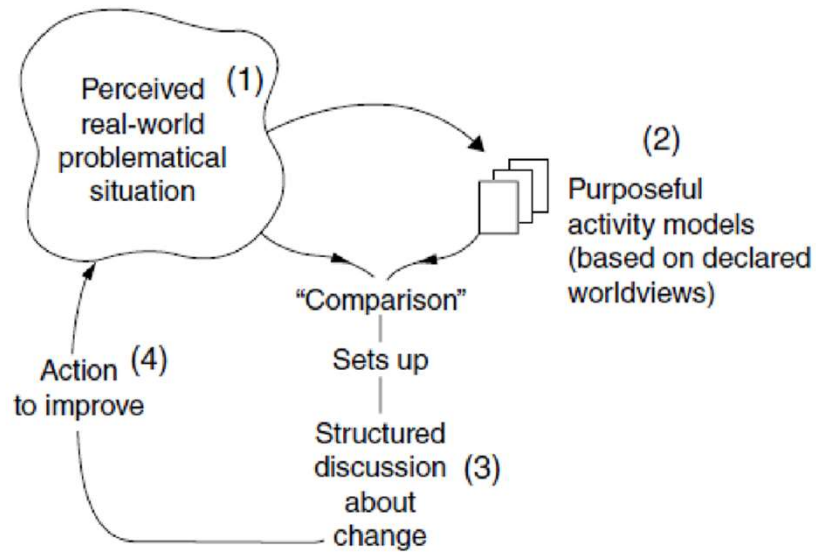 Perceived (1)
real-world
problematical
situation
(2)
Purposeful
activity models
(based on declared
worldviews)
“Comparison”
Sets up
Structured
discussion (3)
about
change
Action (4)
to improve